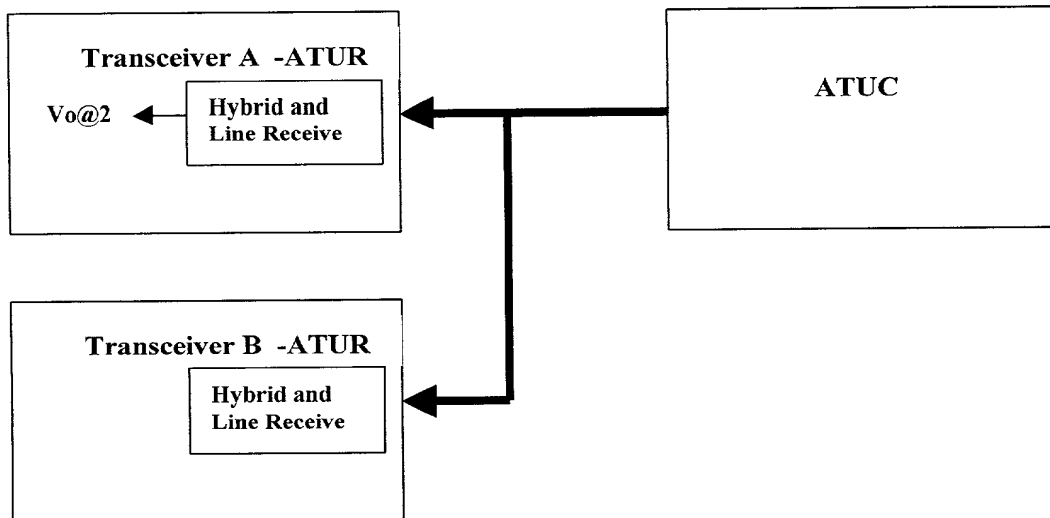 Transceiver A -ATUR
Vo@2
Hybrid and
Line Receive
ATUC
Transceiver B -ATUR
Hybrid and
Line Receive